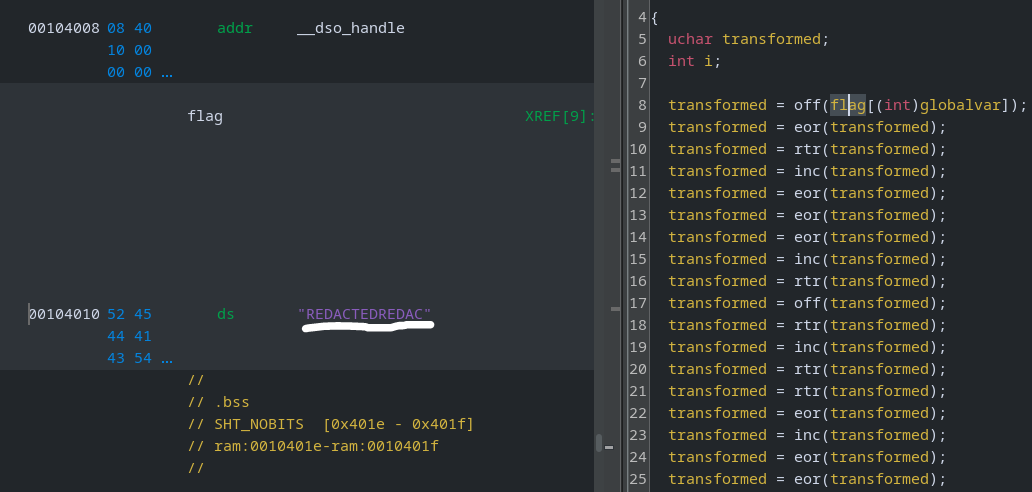 00104008 08 40 addr __dso_handle
10 00
00 00 ...
flag XREF[9]:
00104010 52 45 ds "REDACTEDREDAC"
44 41
43 54 ...
//
// .bss
// SHT_NOBITS [0x401e - 0x401f]
// ram:0010401e-ram:0010401f
//
4 {
5 uchar transformed;
6 int i;
7
8 transformed = off(flag[(int)globalvar]);
9 transformed = eor(transformed);
10 transformed = rtr(transformed);
11 transformed = inc(transformed);
12 transformed = eor(transformed);
13 transformed = eor(transformed);
14 transformed = eor(transformed);
15 transformed = inc(transformed);
16 transformed = rtr(transformed);
17 transformed = off(transformed);
18 transformed = rtr(transformed);
19 transformed = inc(transformed);
20 transformed = rtr(transformed);
21 transformed = rtr(transformed);
22 transformed = eor(transformed);
23 transformed = inc(transformed);
24 transformed = eor(transformed);
25 transformed = eor(transformed);